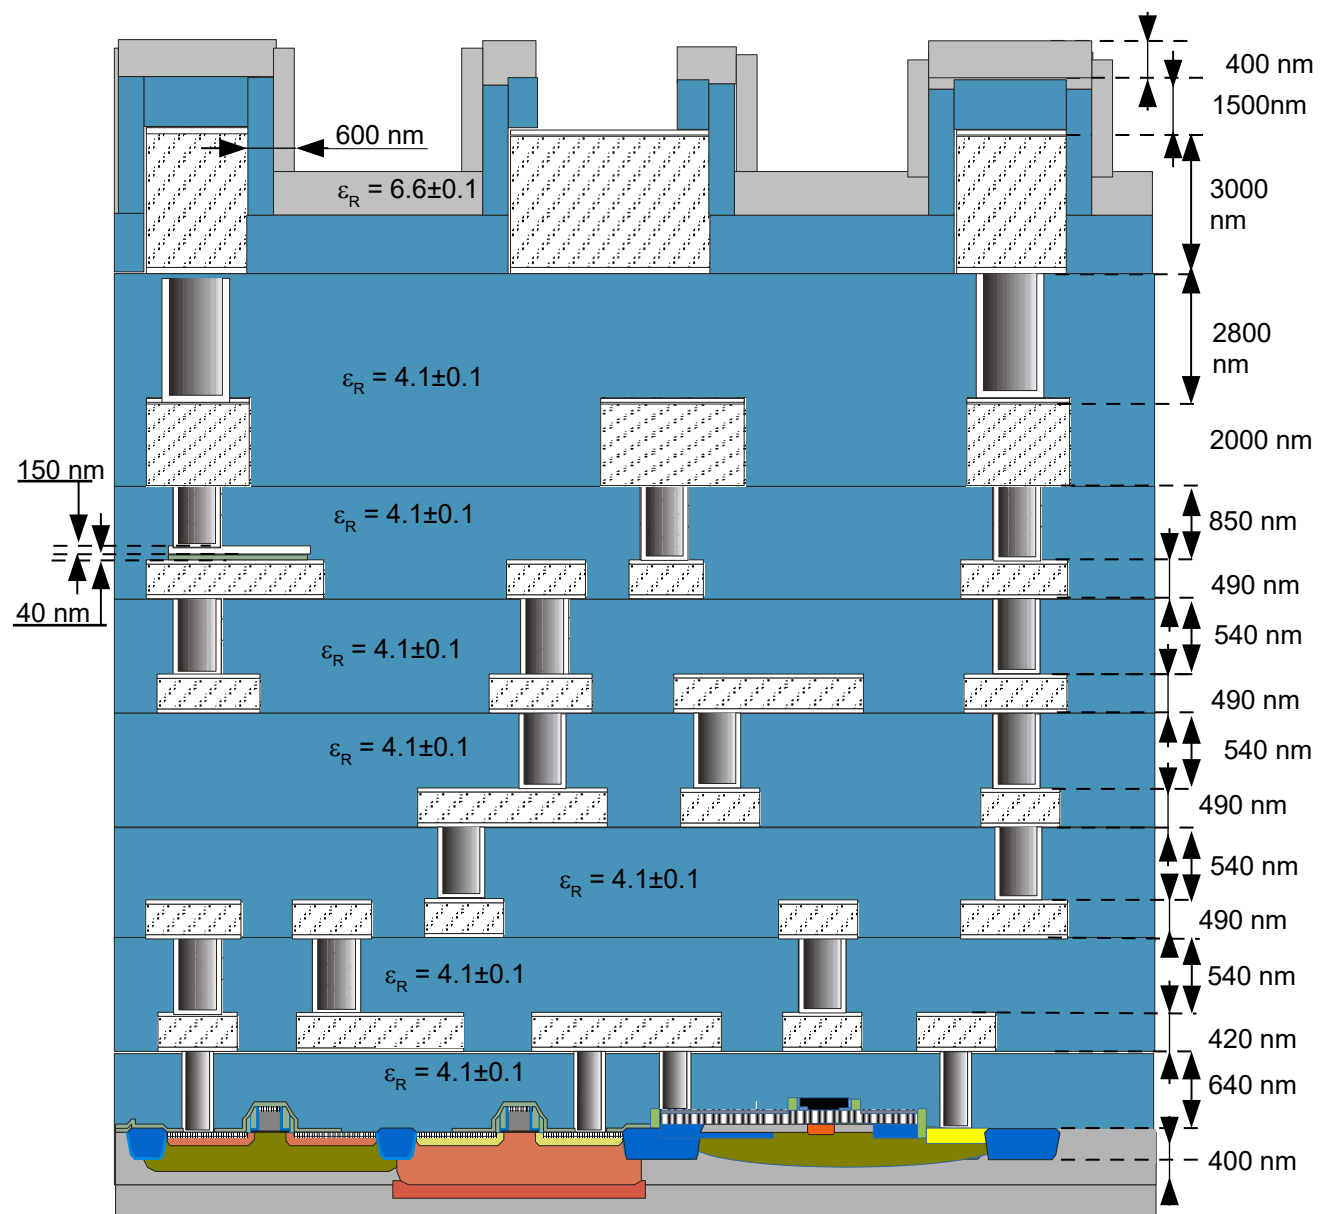 400 nm
1500nm
600 nm
εR = 6.6±0.1
3000
nm
2800
nm
εR = 4.1±0.1
2000 nm
150 nm
εR = 4.1±0.1
850 nm
490 nm
40 nm
540 nm
εR = 4.1±0.1
490 nm
εR = 4.1±0.1
540 nm
490 nm
540 nm
εR = 4.1±0.1
490 nm
εR = 4.1±0.1
540 nm
420 nm
εR = 4.1±0.1
640 nm
400 nm